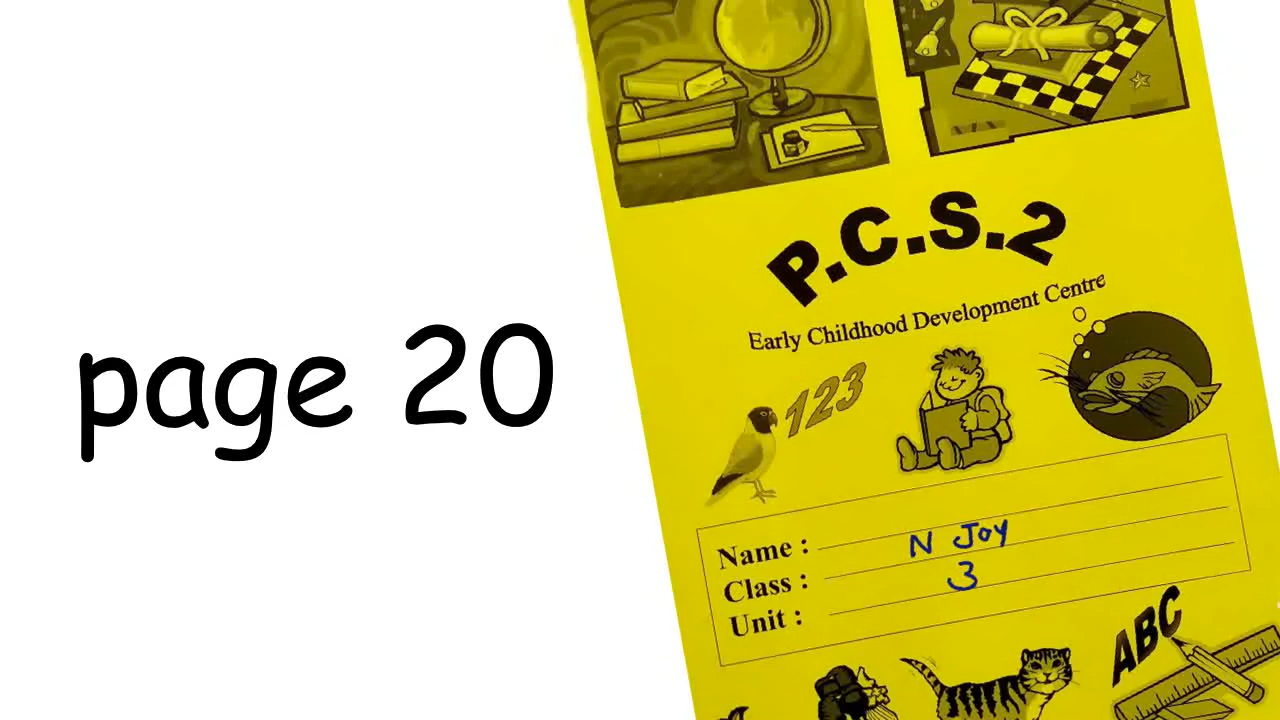 page 20
P.C.S.2
Early Childhood Development Centre
123
Name : N Joy
Class : 3
Unit :
ABC